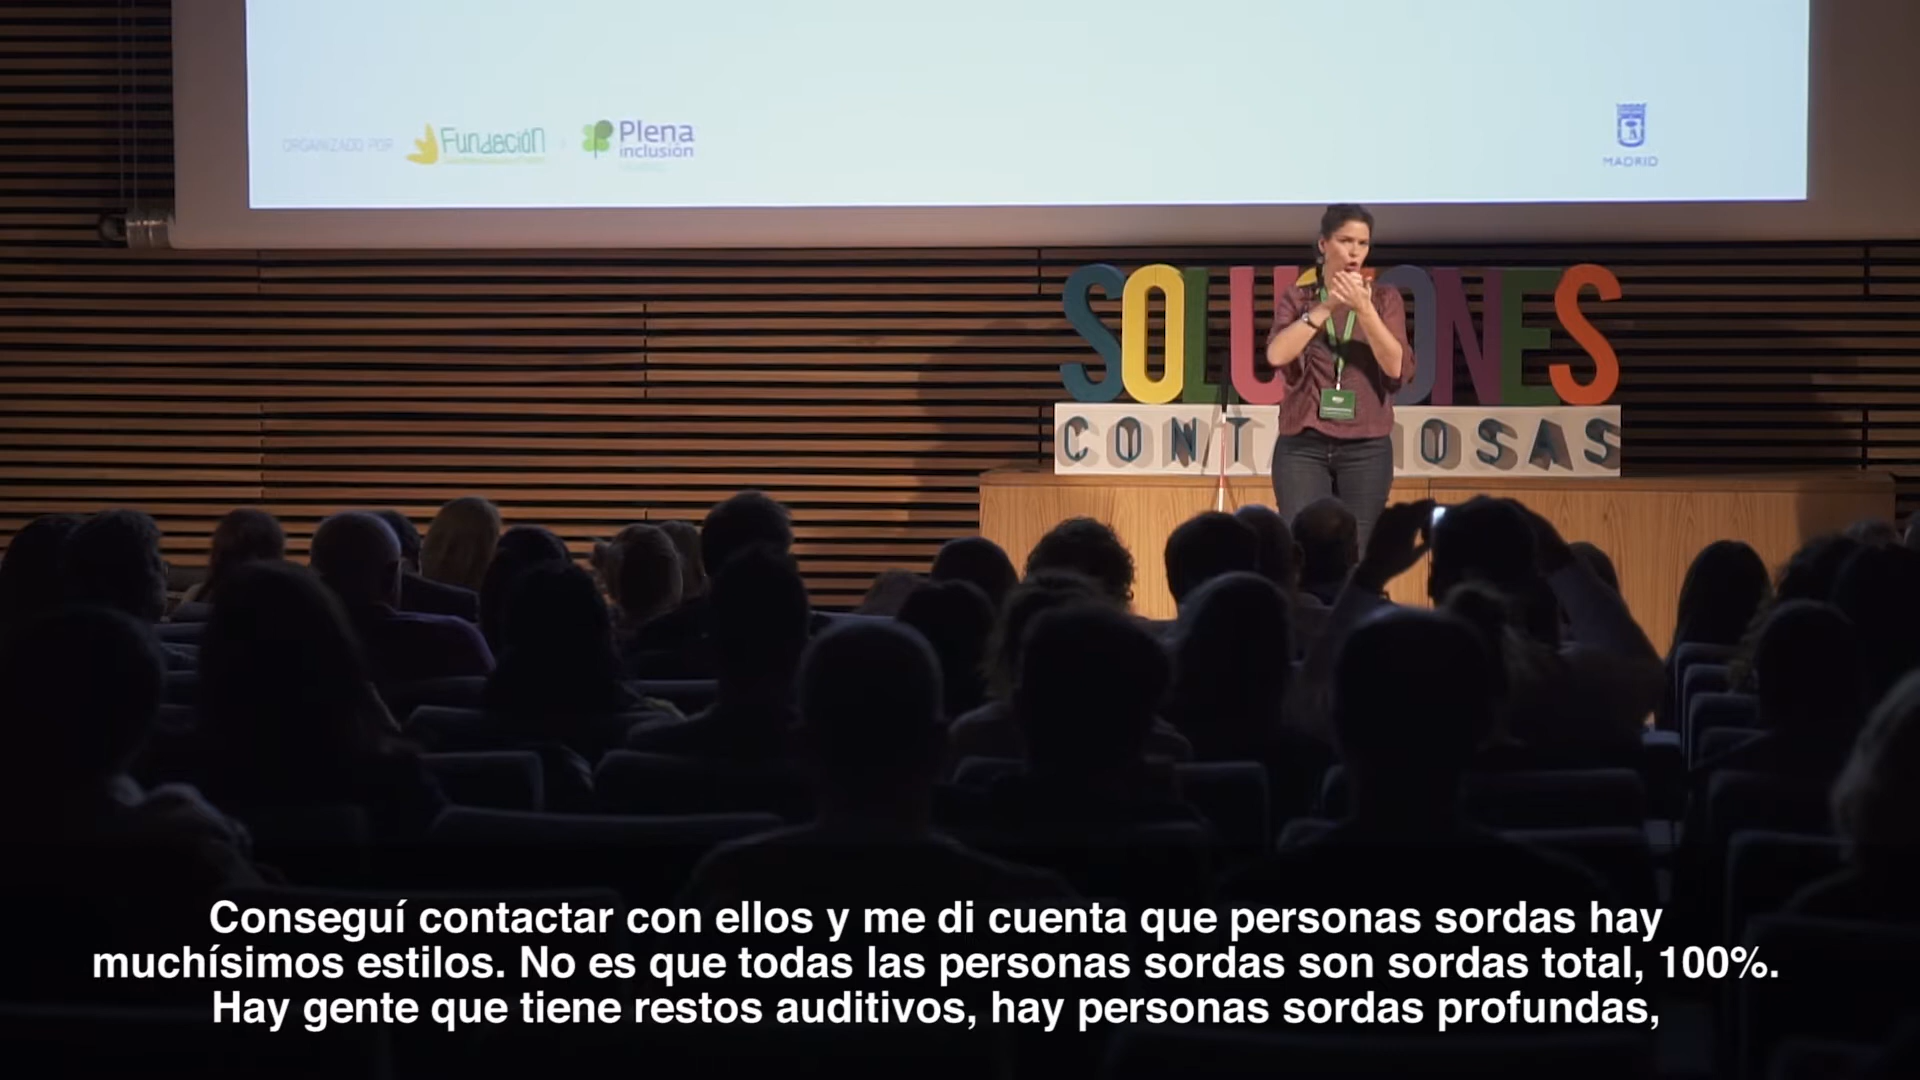 ORGANIZADO POR
Fundación
Plena
inclusión
MADRID
SOLU ONES
CONT OSAS
Conseguí contactar con ellos y me di cuenta que personas sordas hay
muchísimos estilos. No es que todas las personas sordas son sordas total, 100%.
Hay gente que tiene restos auditivos, hay personas sordas profundas,